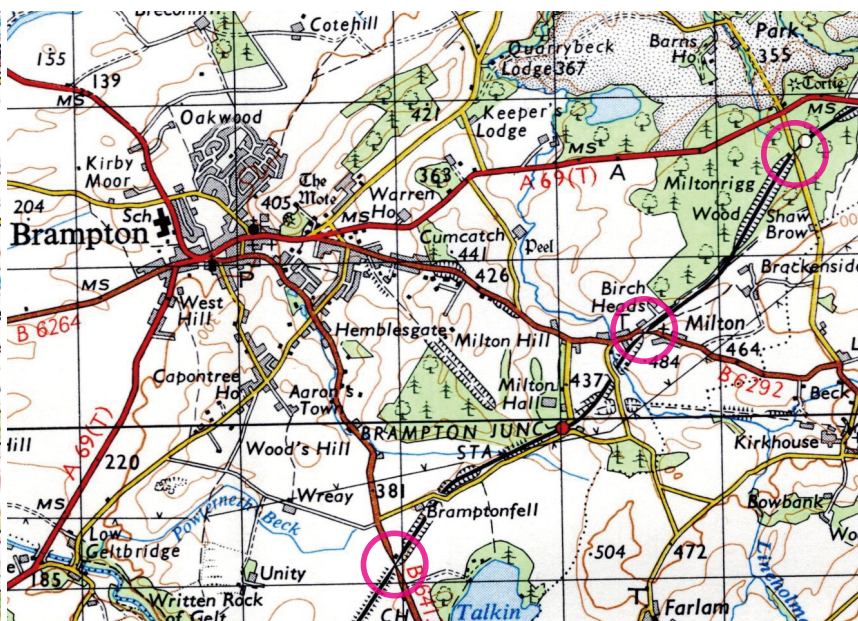 Cotehill
Park
155
139
MS
Quarrybeck
Lodge 367
Barns
Ho
355
Tortie
MS
Oakwood
421
Keeper's
Lodge
Kirby
Moor
363
MS
A 69(T)
A
Miltonrigg
Wood
204
Sch
The
Mote
405
MS
Warren
Ho
Shaw
Brow
Brampton
Cumcatch
441
426
Peel
Brackenside
MS
P
Birch
Heads
B 6264
West
Hill
Hemblesgate
Milton Hill
Milton
484
464
B 6292
Capontree
Ho
Aaron's
Town
Milton
Hall
437
Beck
A 69(T)
220
Wood's Hill
BRAMPTON JUNC
STA
Kirkhouse
MS
Wreay
381
Bramptonfell
Bowbank
Powterneth Beck
Low
Geltbridge
504
472
185
Unity
B 641
Written Rock
of Gelt
CH
Talkin
T
Farlam